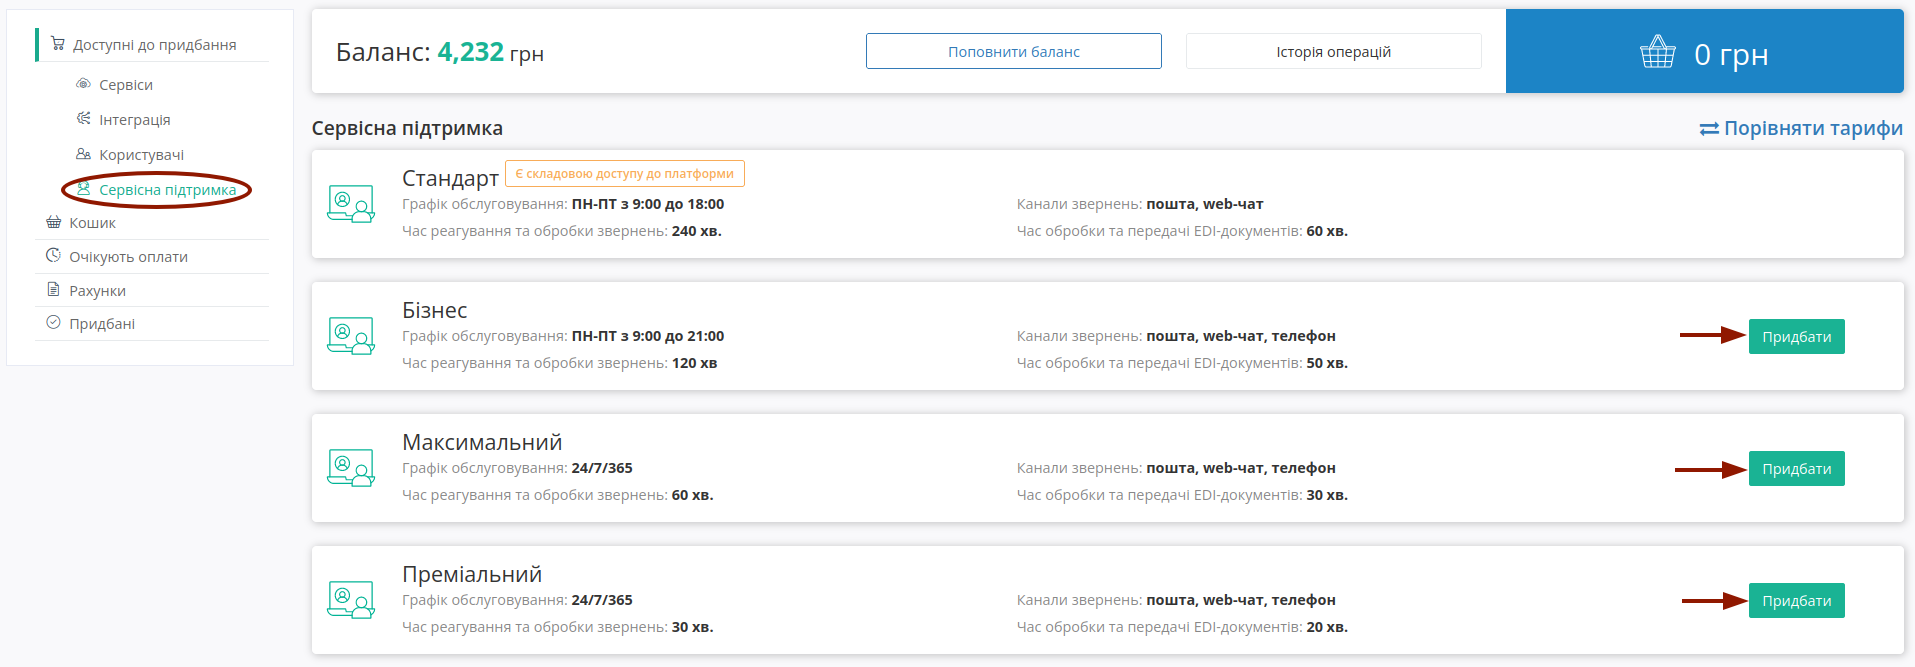 Доступні до придбання
Сервіси
Інтеграція
Користувачі
Сервісна підтримка
Кошик
Очікують оплати
Рахунки
Придбані
Баланс: 4,232 грн
Поповнити баланс
Історія операцій
0 грн
Сервісна підтримка
Порівняти тарифи
Стандарт
Є складовою доступу до платформи
Графік обслуговування: ПН-ПТ з 9:00 до 18:00
Час реагування та обробки звернень: 240 хв.
Канали звернень: пошта, web-чат
Час обробки та передачі EDI-документів: 60 хв.
Бізнес
Графік обслуговування: ПН-ПТ з 9:00 до 21:00
Час реагування та обробки звернень: 120 хв
Канали звернень: пошта, web-чат, телефон
Час обробки та передачі EDI-документів: 50 хв.
Придбати
Максимальний
Графік обслуговування: 24/7/365
Час реагування та обробки звернень: 60 хв.
Канали звернень: пошта, web-чат, телефон
Час обробки та передачі EDI-документів: 30 хв.
Придбати
Преміальний
Графік обслуговування: 24/7/365
Час реагування та обробки звернень: 30 хв.
Канали звернень: пошта, web-чат, телефон
Час обробки та передачі EDI-документів: 20 хв.
Придбати